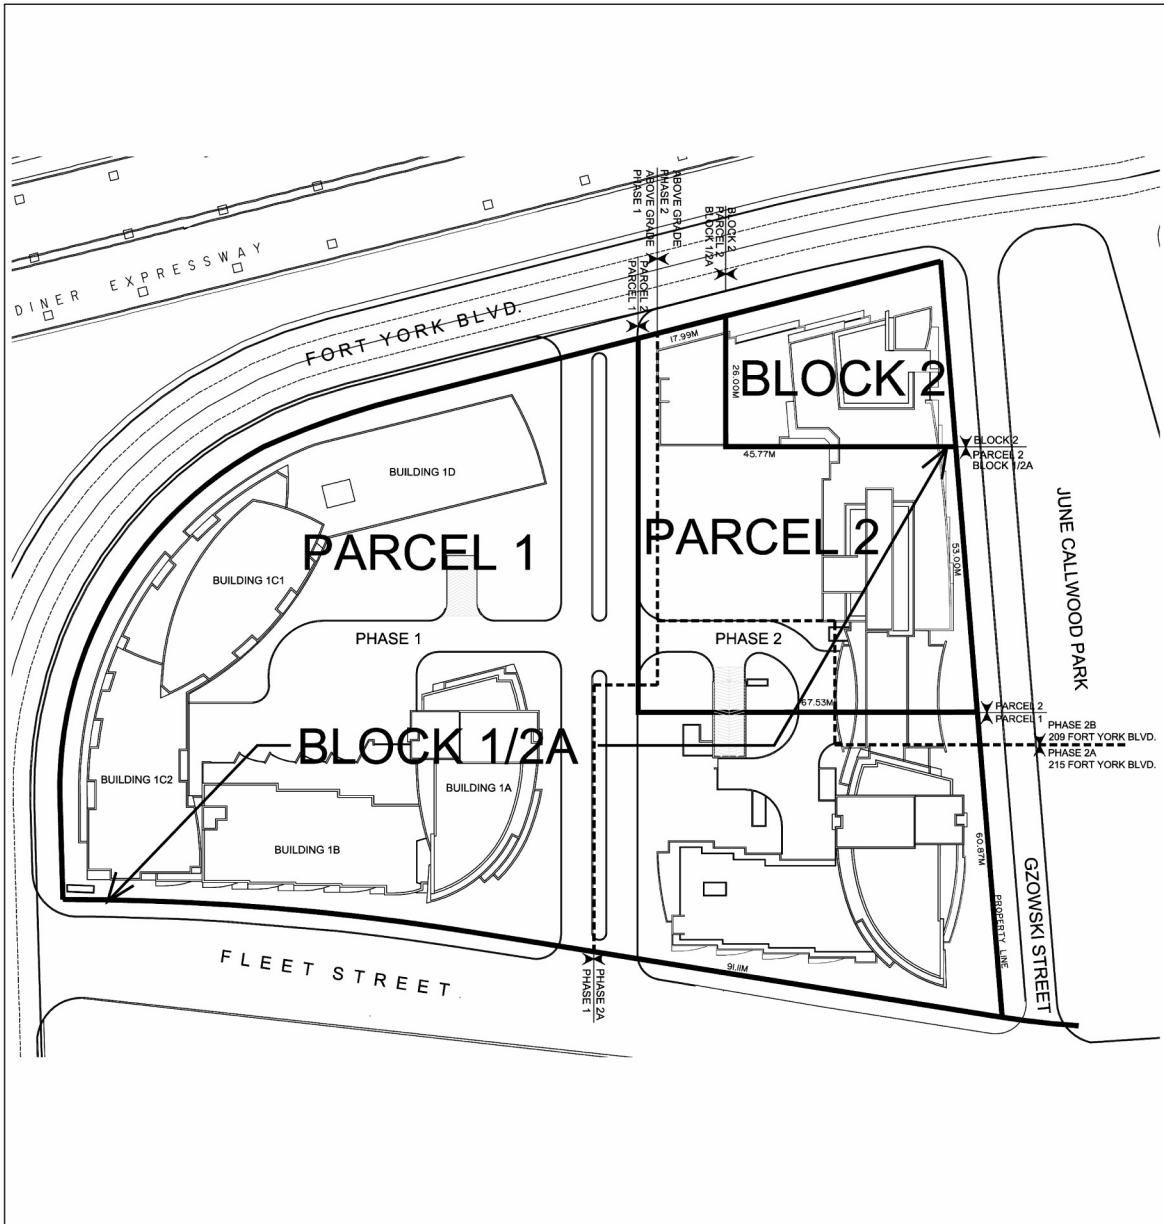 ABOVE GRADE
PHASE 2
ABOVE GRADE
PHASE 1
BLOCK 2
PARCEL 2
BLOCK 1/2A
DINER EXPRESSWAY
PARCEL 2
PARCEL 1
FORT YORK BLVD.
17.99M
26.00M
BLOCK 2
45.77M
BLOCK 2
PARCEL 2
BLOCK 1/2A
BUILDING 1D
JUNE CALLWOOD PARK
PARCEL 1
PARCEL 2
53.00M
BUILDING 1C1
PHASE 1
PHASE 2
67.53M
PARCEL 2
PARCEL 1
PHASE 2B
209 FORT YORK BLVD.
PHASE 2A
215 FORT YORK BLVD.
BLOCK 1/2A
BUILDING 1C2
BUILDING 1A
BUILDING 1B
60.87M
PROPERTY LINE
GZOWSKI STREET
FLEET STREET
91.11M
PHASE 2A
PHASE 1